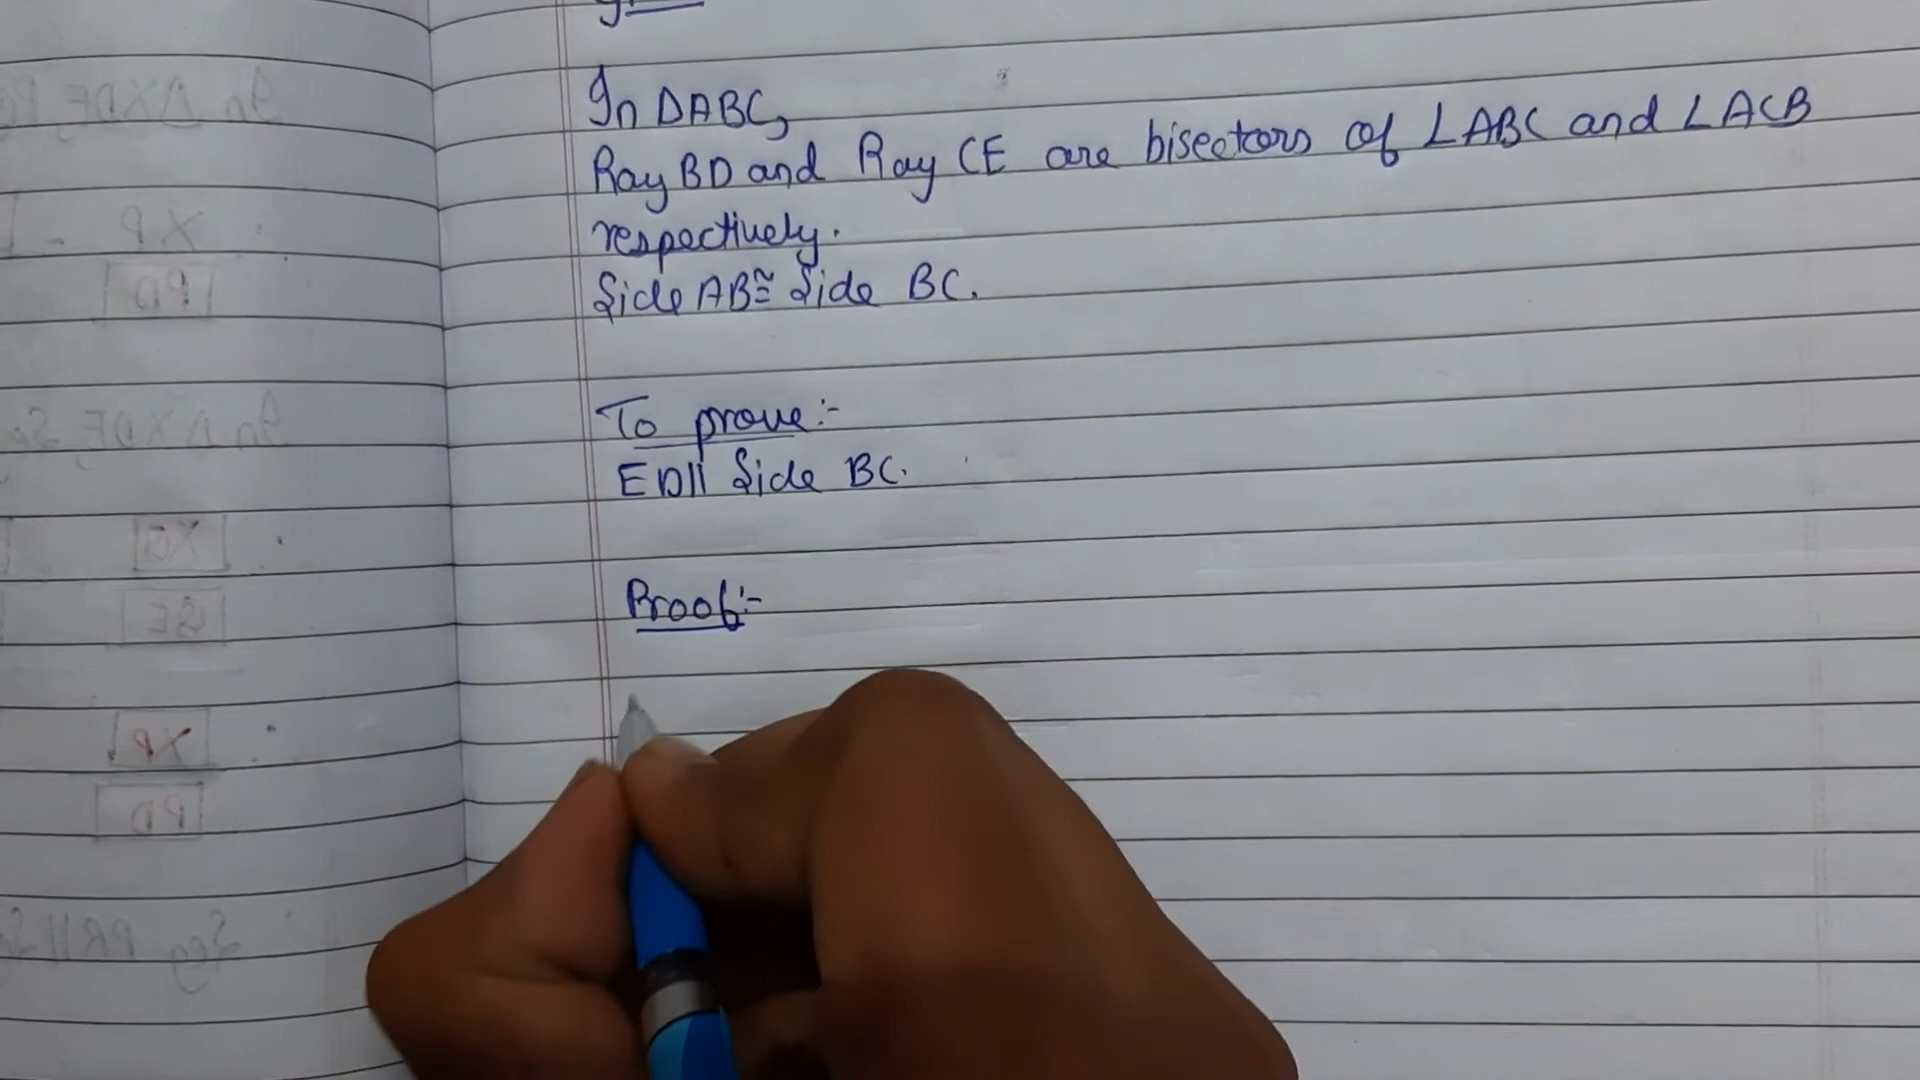 In ΔABC,
Ray BD and Ray CE are bisectors of ∠ABC and ∠ACB
respectively.
Side AB ≅ Side BC.
To prove:-
ED || Side BC.
Proof:-